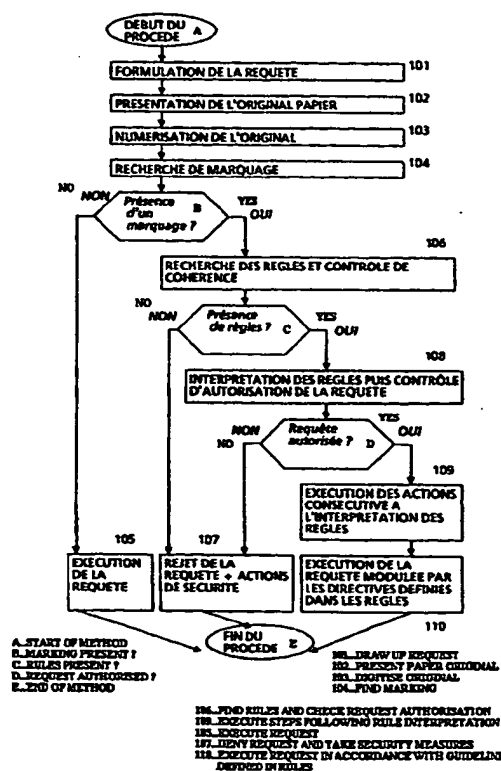 DEBUT DU
PROCEDE A
101
FORMULATION DE LA REQUETE
102
PRESENTATION DE L'ORIGINAL PAPIER
103
NUMERISATION DE L'ORIGINAL
104
RECHERCHE DE MARQUAGE
NO NON
Présence
d'un B
marquage ?
YES
OUI
106
RECHERCHE DES REGLES ET CONTROLE DE
COHERENCE
NO
NON
Présence
de règles ? C
YES
OUI
108
INTERPRETATION DES REGLES PUIS CONTRÔLE
D'AUTORISATION DE LA REQUETE
NON
NO
Requête
autorisée ? D
YES
OUI
109
EXECUTION DES ACTIONS
CONSECUTIVE A
L'INTERPRETATION DES
REGLES
105
EXECUTION
DE LA
REQUETE
107
REJET DE LA
REQUETE + ACTIONS
DE SECURITE
EXECUTION DE LA
REQUETE MODULEE PAR
LES DIRECTIVES DEFINIES
DANS LES REGLES
110
FIN DU
PROCEDE E
A...START OF METHOD
B...MARKING PRESENT ?
C...RULES PRESENT ?
D...REQUEST AUTHORISED ?
E...END OF METHOD
101...DRAW UP REQUEST
102...PRESENT PAPER ORIGINAL
103...DIGITISE ORIGINAL
104...FIND MARKING
106...FIND RULES AND CHECK REQUEST AUTHORISATION
109...EXECUTE STEPS FOLLOWING RULE INTERPRETATION
105...EXECUTE REQUEST
107...DENY REQUEST AND TAKE SECURITY MEASURES
110...EXECUTE REQUEST IN ACCORDANCE WITH GUIDELIN
DEFINED IN RULES